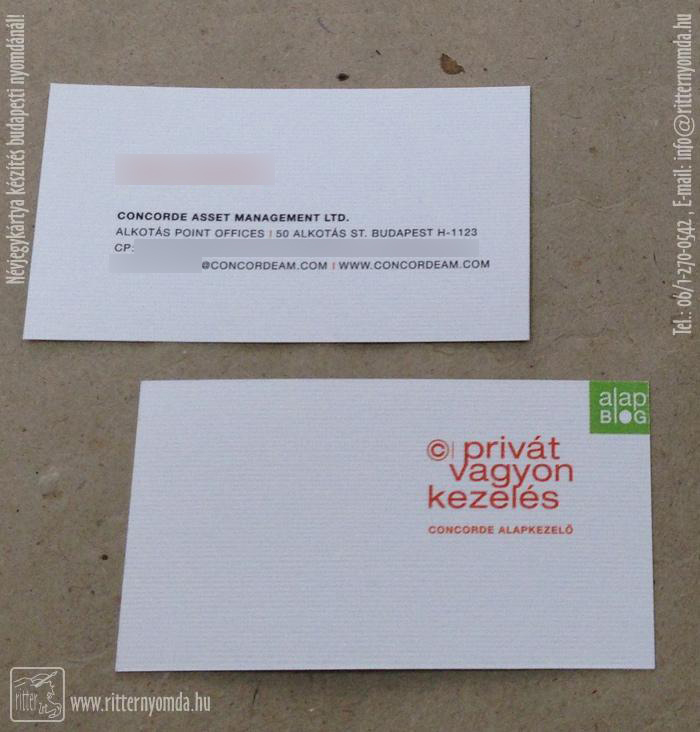 Névjegykártya készítés budapesti nyomdánál!
Tel.: 06/1-270-0542  E-mail: info@ritternyomda.hu
CONCORDE ASSET MANAGEMENT LTD.
ALKOTÁS POINT OFFICES | 50 ALKOTÁS ST. BUDAPEST H-1123
CP:
@CONCORDEAM.COM | WWW.CONCORDEAM.COM
alap
BLOG
©| privát
vagyon
kezelés
CONCORDE ALAPKEZELŐ
ritter
www.ritternyomda.hu